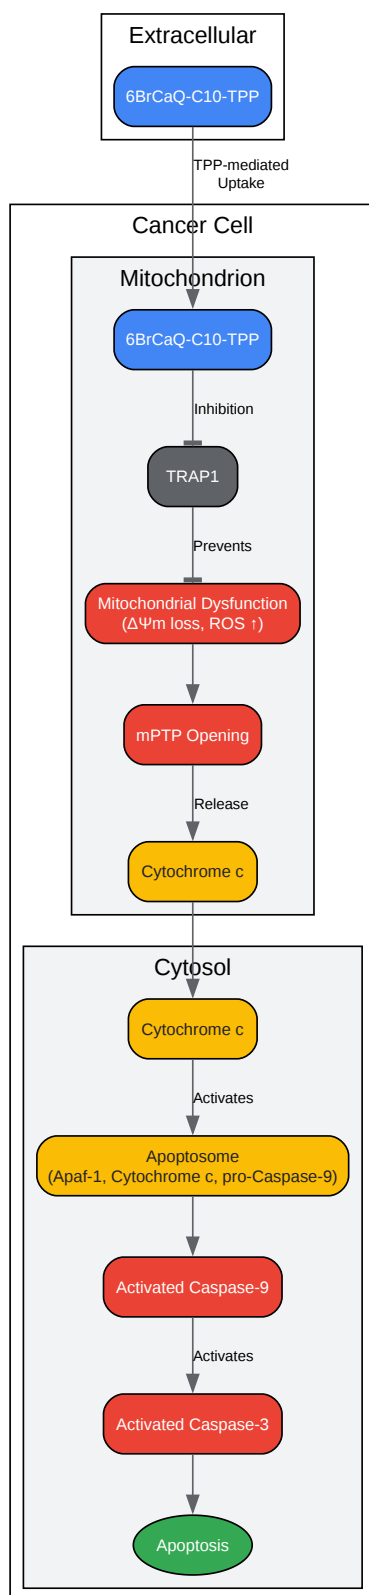 Extracellular
6BrCaQ-C10-TPP
TPP-mediated
Uptake
Cancer Cell
Mitochondrion
6BrCaQ-C10-TPP
Inhibition
TRAP1
Prevents
Mitochondrial Dysfunction
(ΔΨm loss, ROS ↑)
mPTP Opening
Release
Cytochrome c
Cytosol
Cytochrome c
Activates
Apoptosome
(Apaf-1, Cytochrome c, pro-Caspase-9)
Activated Caspase-9
Activates
Activated Caspase-3
Apoptosis